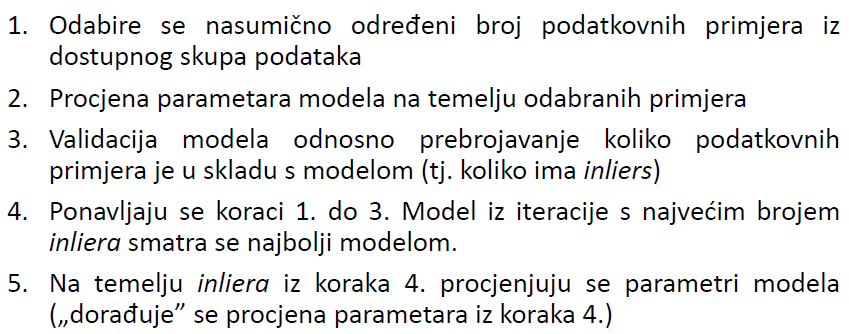 1. Odabire se nasumično određeni broj podatkovnih primjera iz
dostupnog skupa podataka
2. Procjena parametara modela na temelju odabranih primjera
3. Validacija modela odnosno prebrojavanje koliko podatkovnih
primjera je u skladu s modelom (tj. koliko ima inliers)
4. Ponavljaju se koraci 1. do 3. Model iz iteracije s najvećim brojem
inliera smatra se najbolji modelom.
5. Na temelju inliera iz koraka 4. procjenjuju se parametri modela
(„dorađuje” se procjena parametara iz koraka 4.)